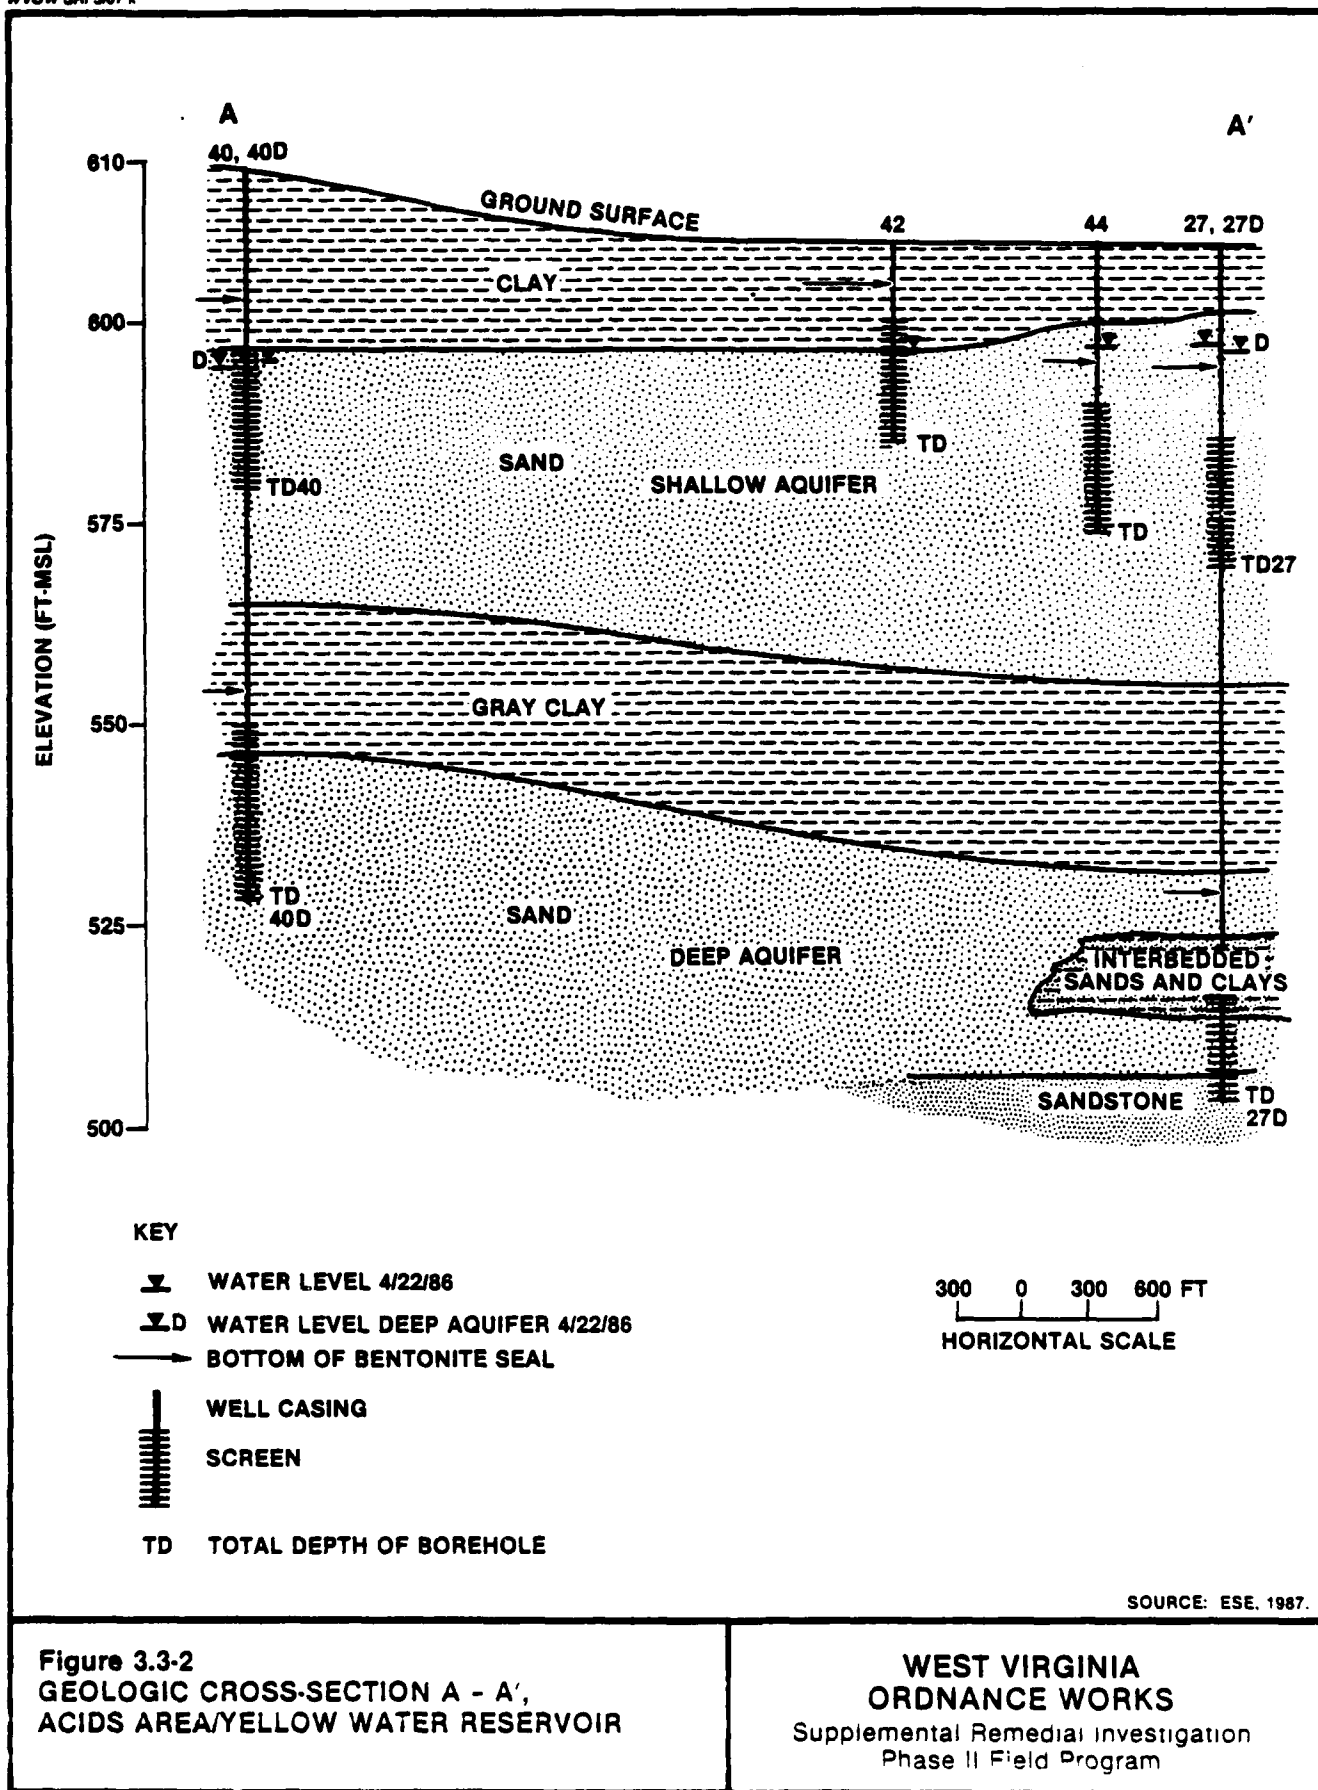 A
A'
40, 40D
610
GROUND SURFACE
42
44
27, 27D
CLAY
600
D
D
TD
SAND
SHALLOW AQUIFER
TD40
575
TD
TD27
ELEVATION (FT-MSL)
GRAY CLAY
550
TD
40D
SAND
525
DEEP AQUIFER
INTERBEDDED
SANDS AND CLAYS
SANDSTONE
TD
27D
500
KEY
WATER LEVEL 4/22/86
D WATER LEVEL DEEP AQUIFER 4/22/86
BOTTOM OF BENTONITE SEAL
WELL CASING
SCREEN
TD TOTAL DEPTH OF BOREHOLE
300 0 300 600 FT
HORIZONTAL SCALE
SOURCE: ESE, 1987.
Figure 3.3-2
GEOLOGIC CROSS-SECTION A - A',
ACIDS AREA/YELLOW WATER RESERVOIR
WEST VIRGINIA
ORDNANCE WORKS
Supplemental Remedial Investigation
Phase II Field Program